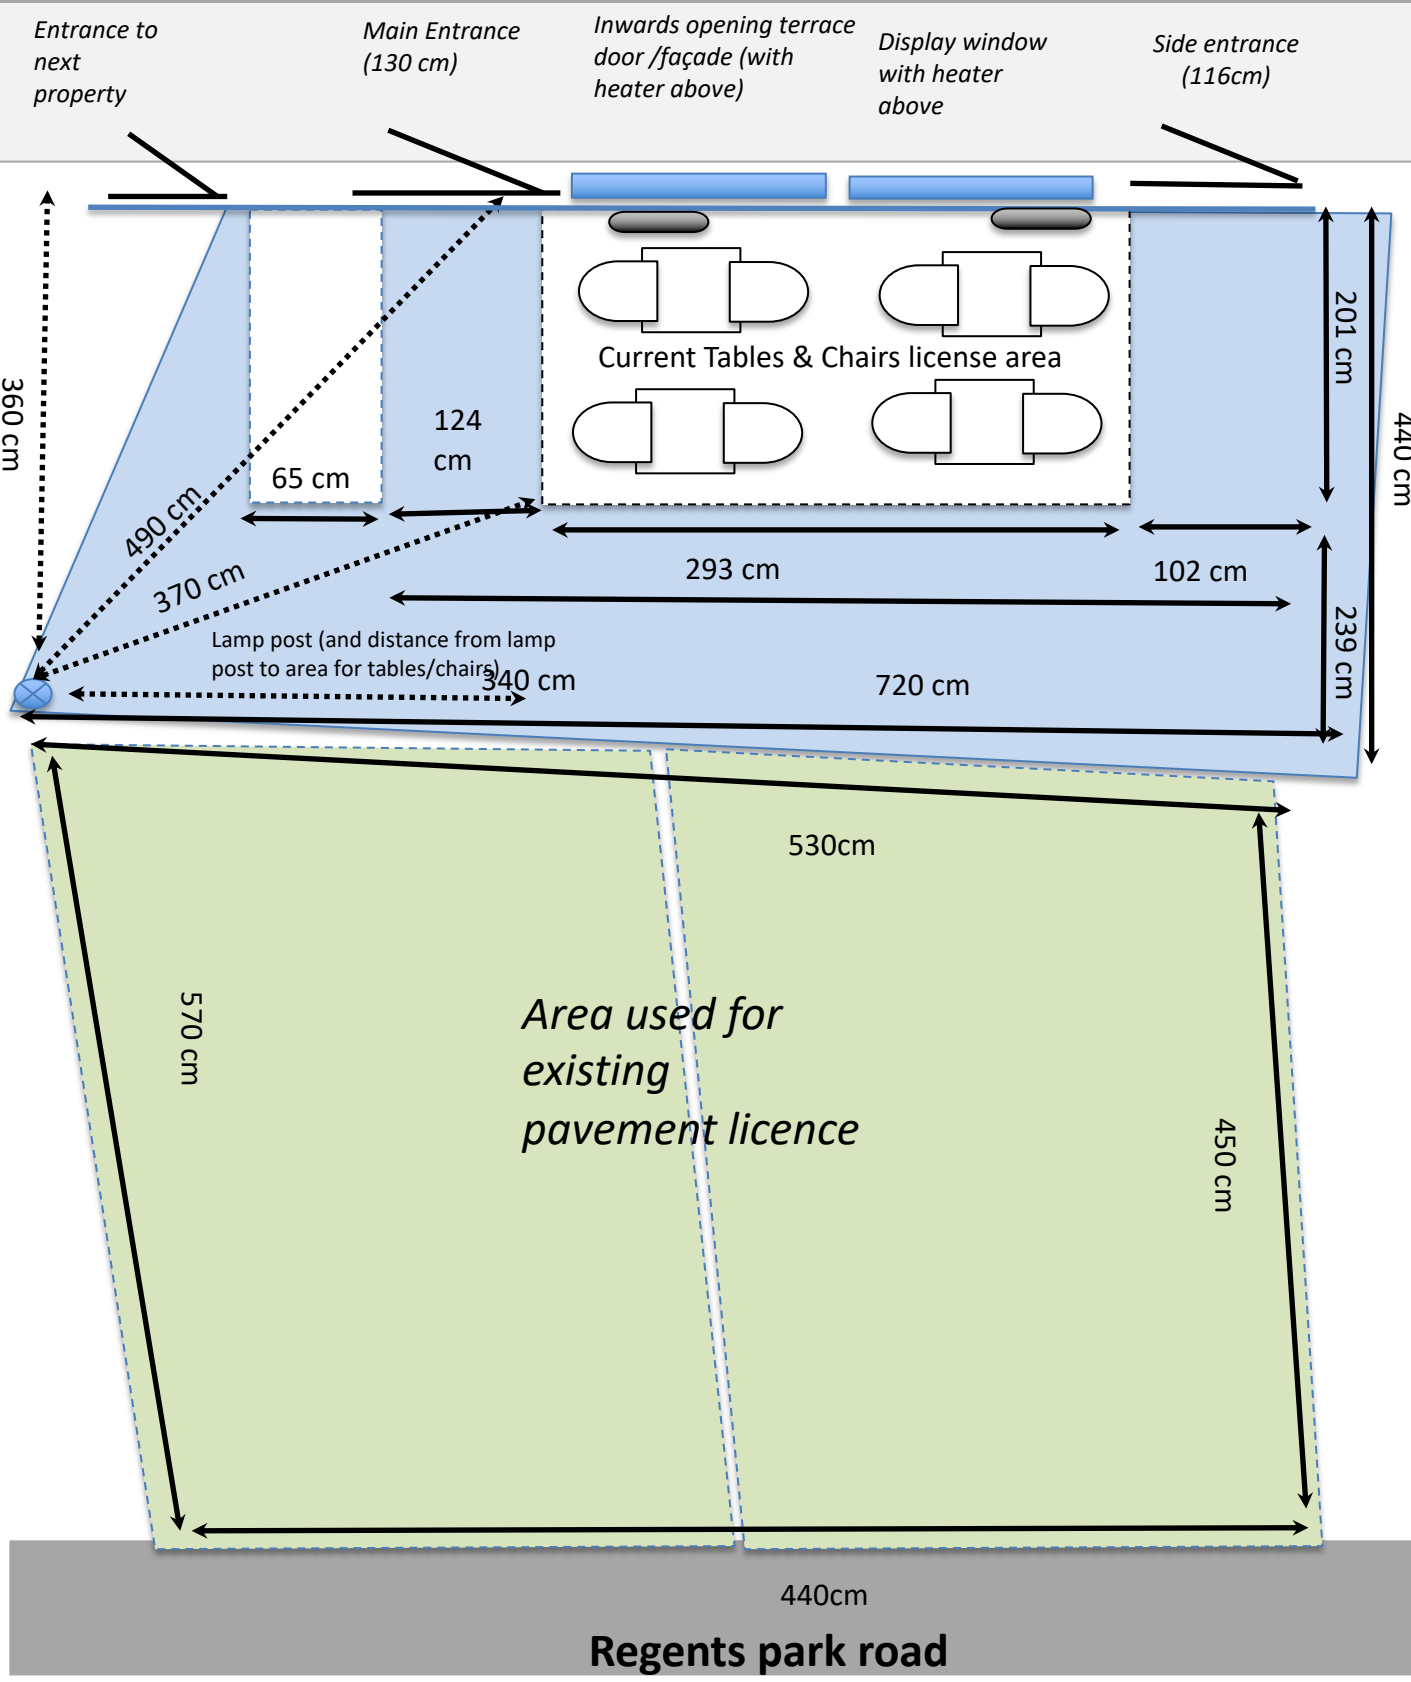 Entrance to
next
property
Main Entrance
(130 cm)
Inwards opening terrace
door /façade (with
heater above)
Display window
with heater
above
Side entrance
(116cm)
360 cm
201 cm
440 cm
Current Tables & Chairs license area
124
cm
65 cm
490 cm
370 cm
293 cm
102 cm
239 cm
Lamp post (and distance from lamp
post to area for tables/chairs)
340 cm
720 cm
530cm
570 cm
Area used for
existing
pavement licence
450 cm
440cm
Regents park road